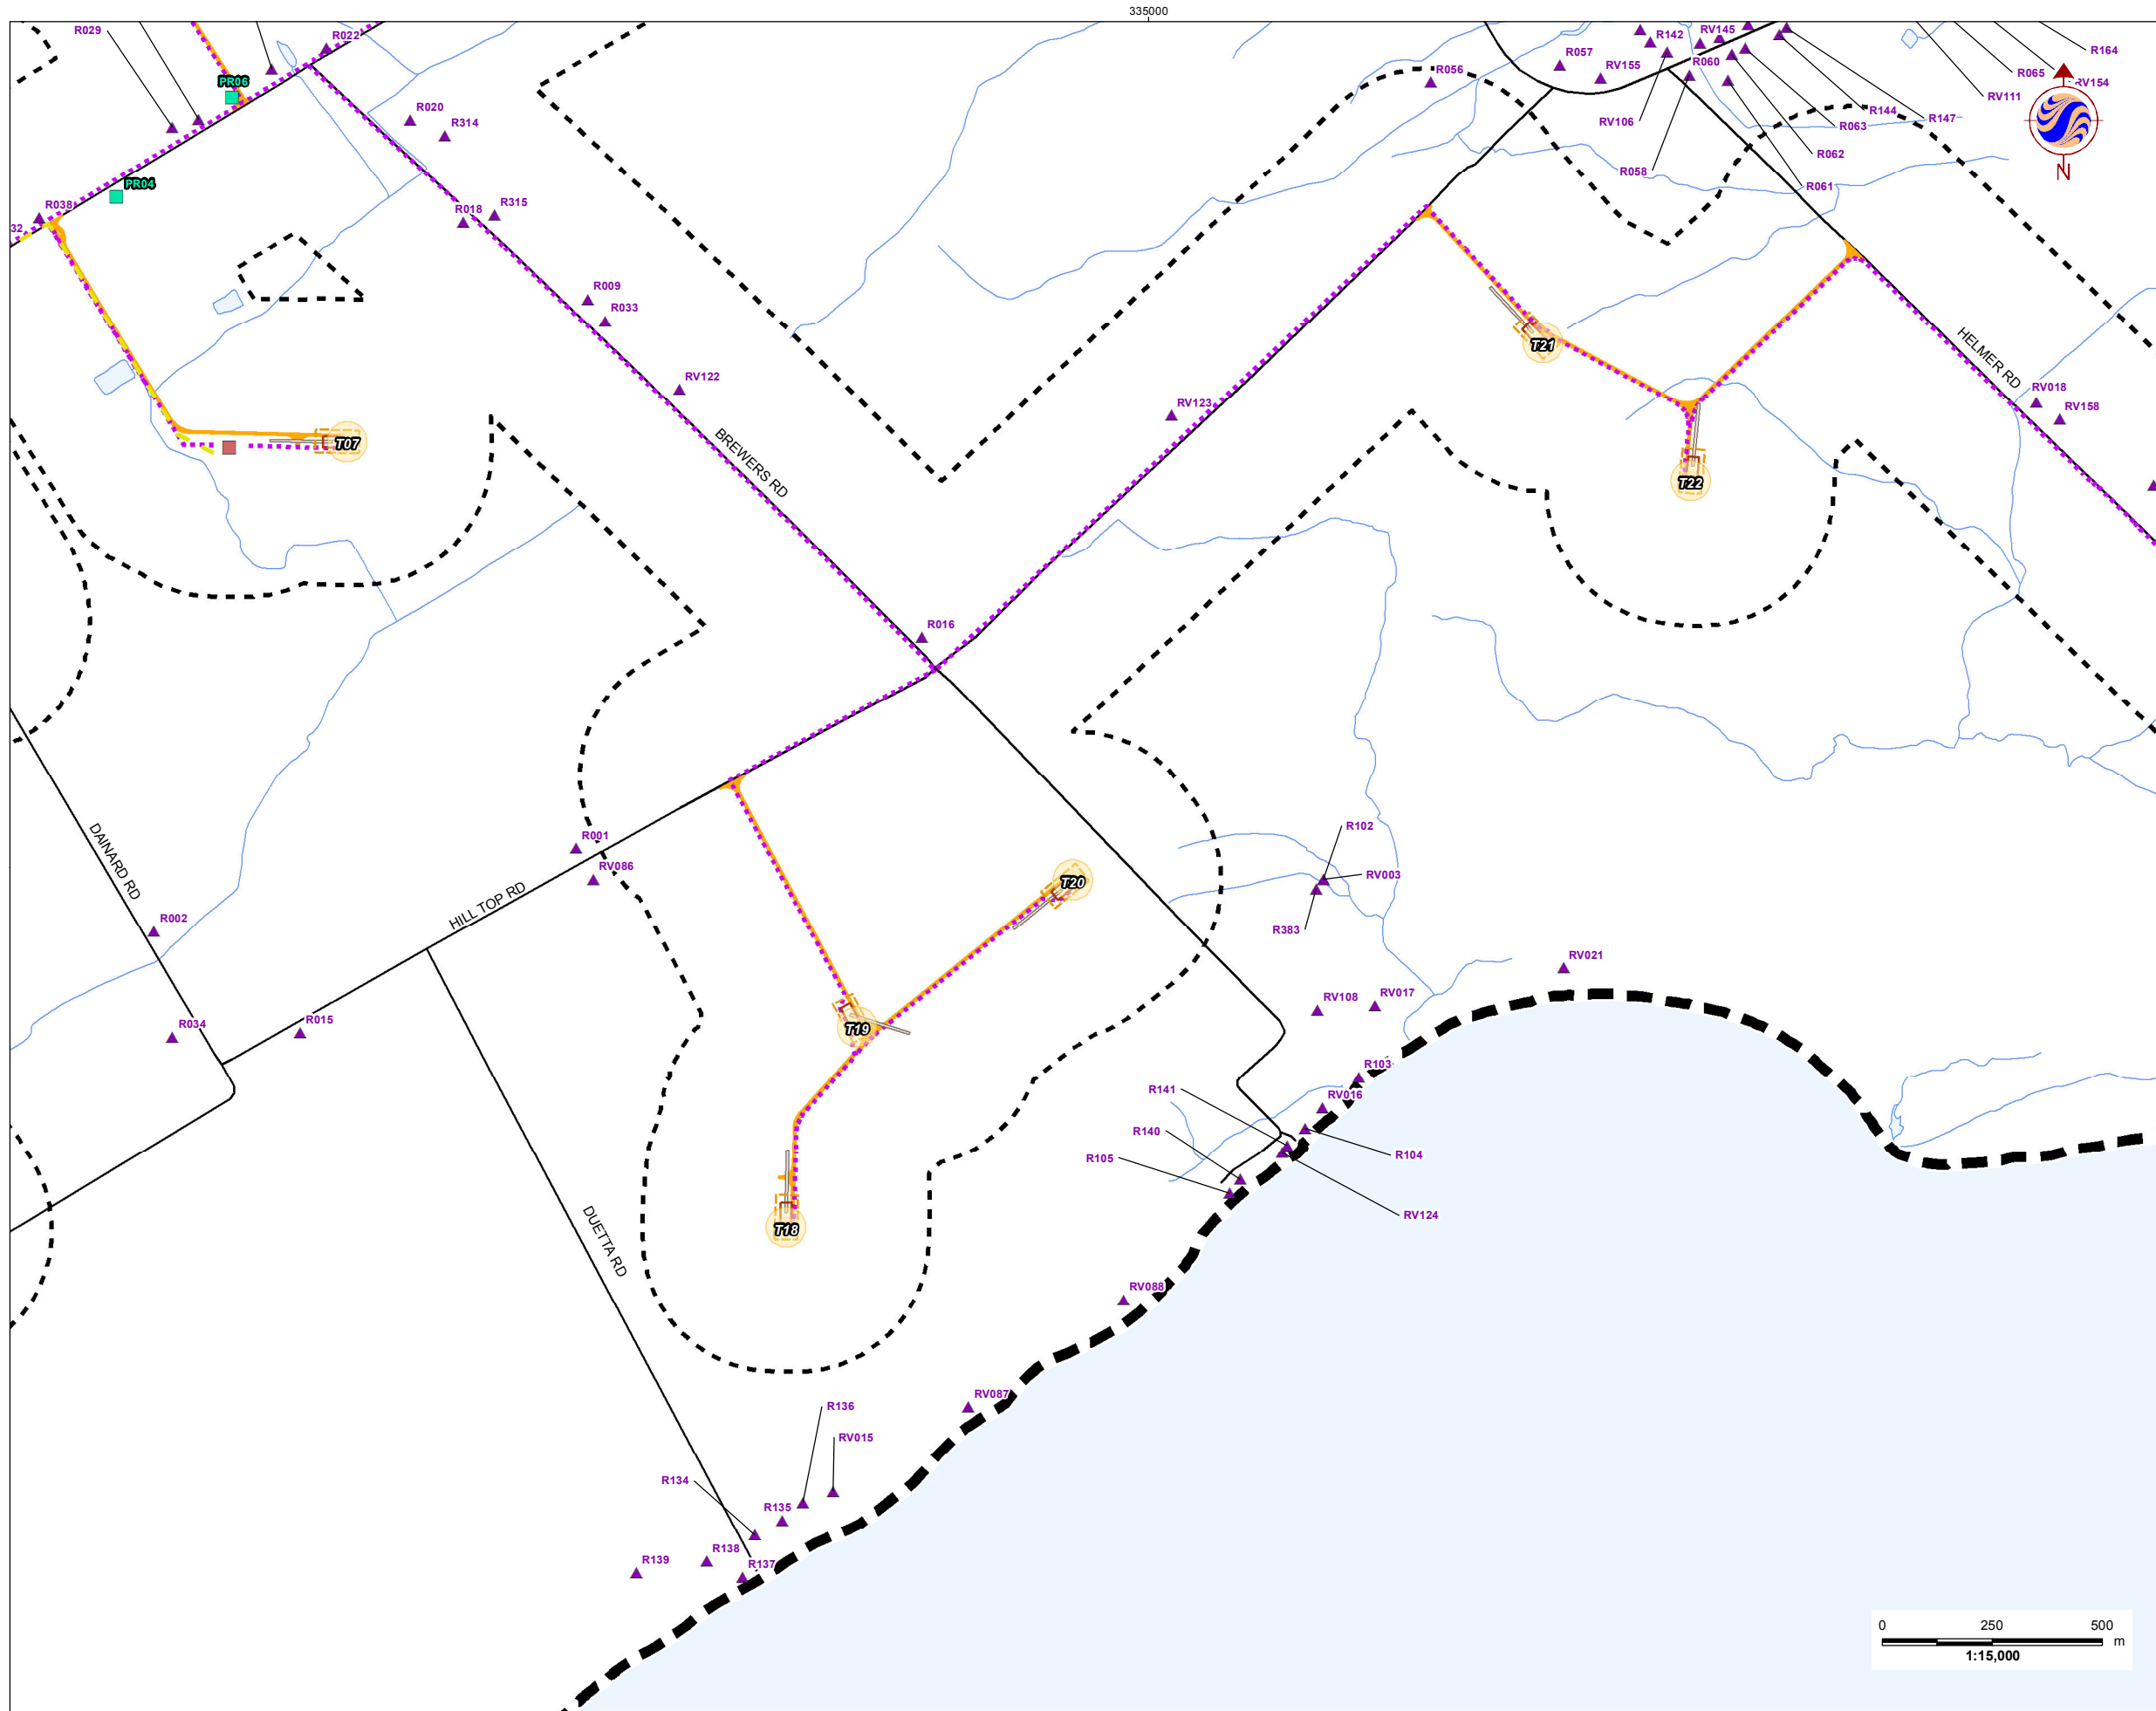 335000
R029
R022
R142
RV145
R164
R057
RV155
R060
R065
RV154
R056
PR06
RV111
R020
R144
R147
RV106
R063
R314
R062
R058
PR04
R061
R038
R018
R315
32
N
R009
R033
T21
HELMER RD
RV122
RV018
RV123
RV158
T07
BREWERS RD
T22
R016
R001
R102
DAINARD RD
RV086
T20
RV003
HILL TOP RD
R002
R383
RV021
RV108
RV017
R034
R015
T19
R103
R141
RV016
R140
R105
R104
T18
RV124
DUETTA RD
RV088
RV087
R136
RV015
R134
R135
R138
R139
R137
0 250 500 m
1:15,000